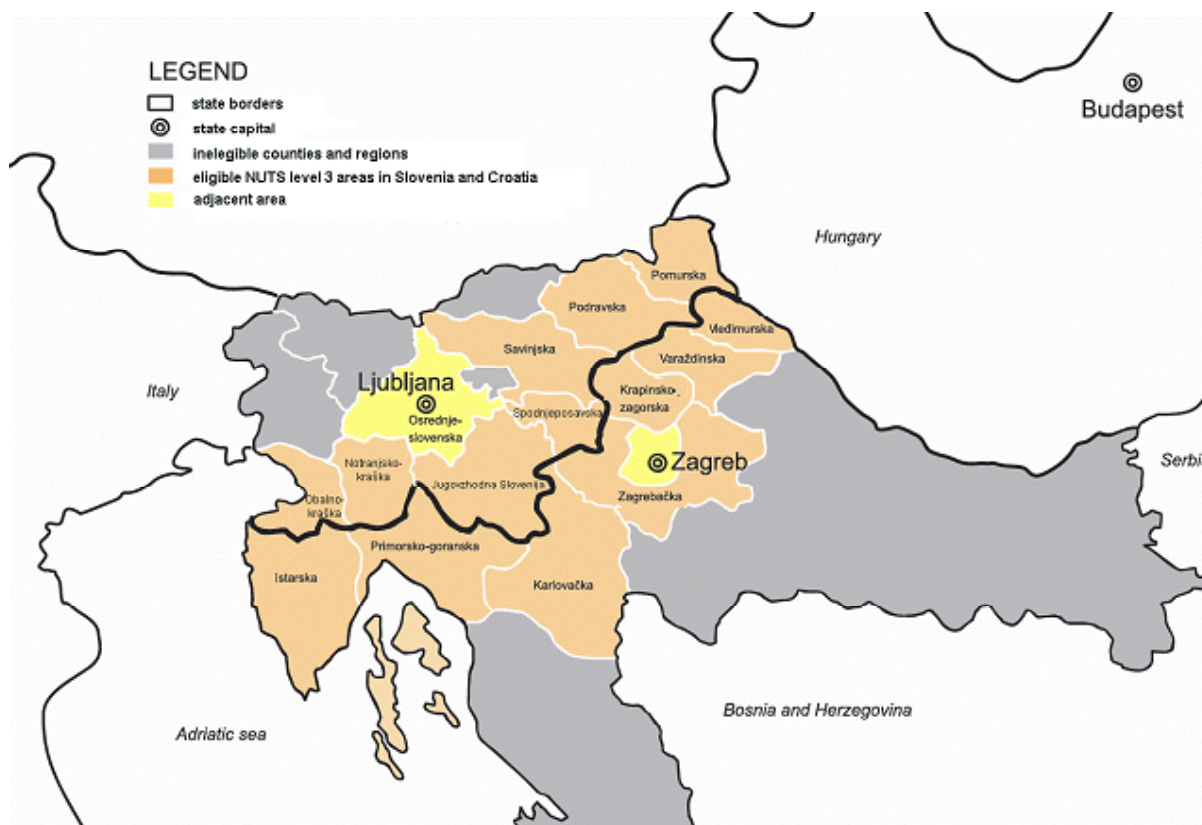 LEGEND
state borders
state capital
inelegible counties and regions
eligible NUTS level 3 areas in Slovenia and Croatia
adjacent area
Budapest
Hungary
Pomurska
Podravska
Međimurska
Savinjska
Varaždinska
Ljubljana
Italy
Krapinsko-
zagorska
Spodnjeposavska
Osrednje-
slovenska
Zagreb
Serbia
Notranjsko-
kraška
Jugovzhodna Slovenija
Obalno-
kraška
Zagrebačka
Primorsko-goranska
Istarska
Karlovačka
Bosnia and Herzegovina
Adriatic sea